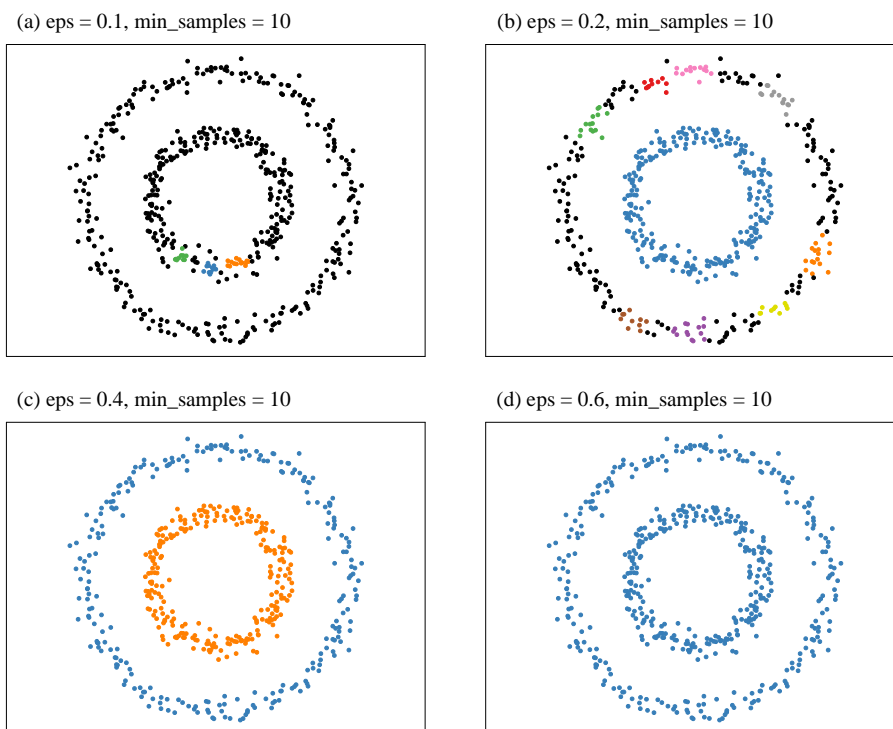 (a) eps = 0.1, min_samples = 10
(b) eps = 0.2, min_samples = 10
(c) eps = 0.4, min_samples = 10
(d) eps = 0.6, min_samples = 10